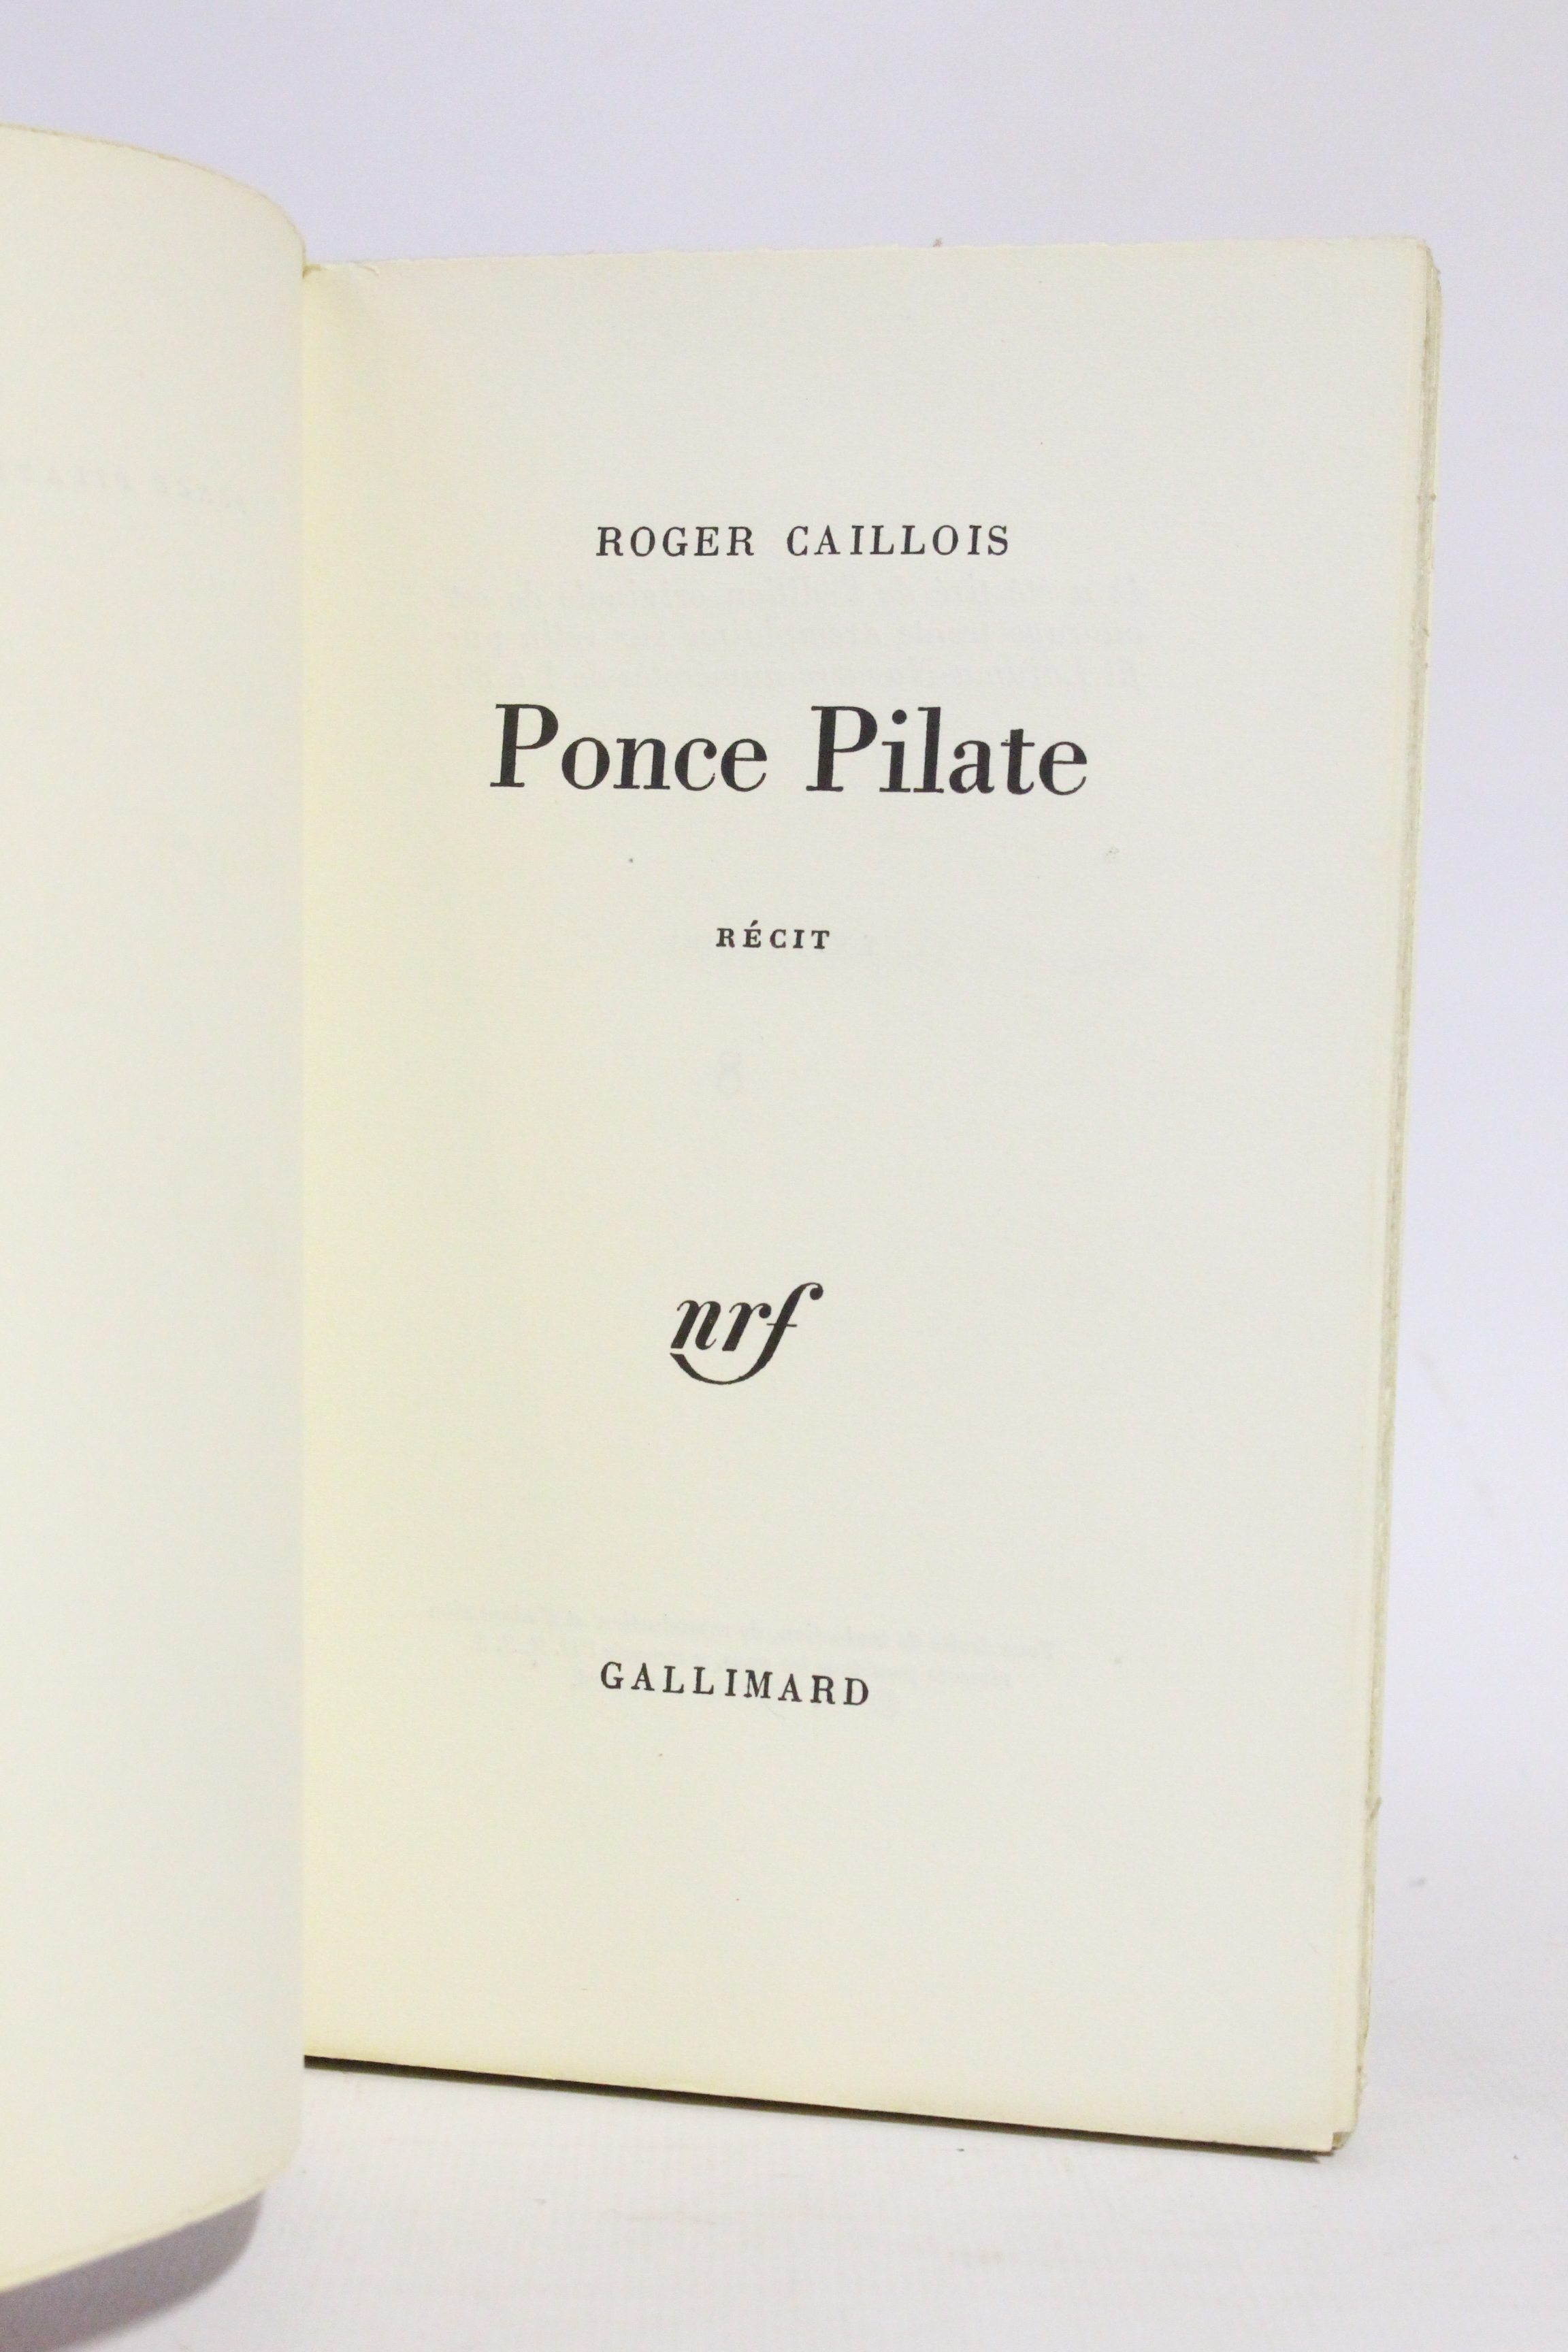 ROGER CAILLOIS
Ponce Pilate
RÉCIT
nrf
GALLIMARD